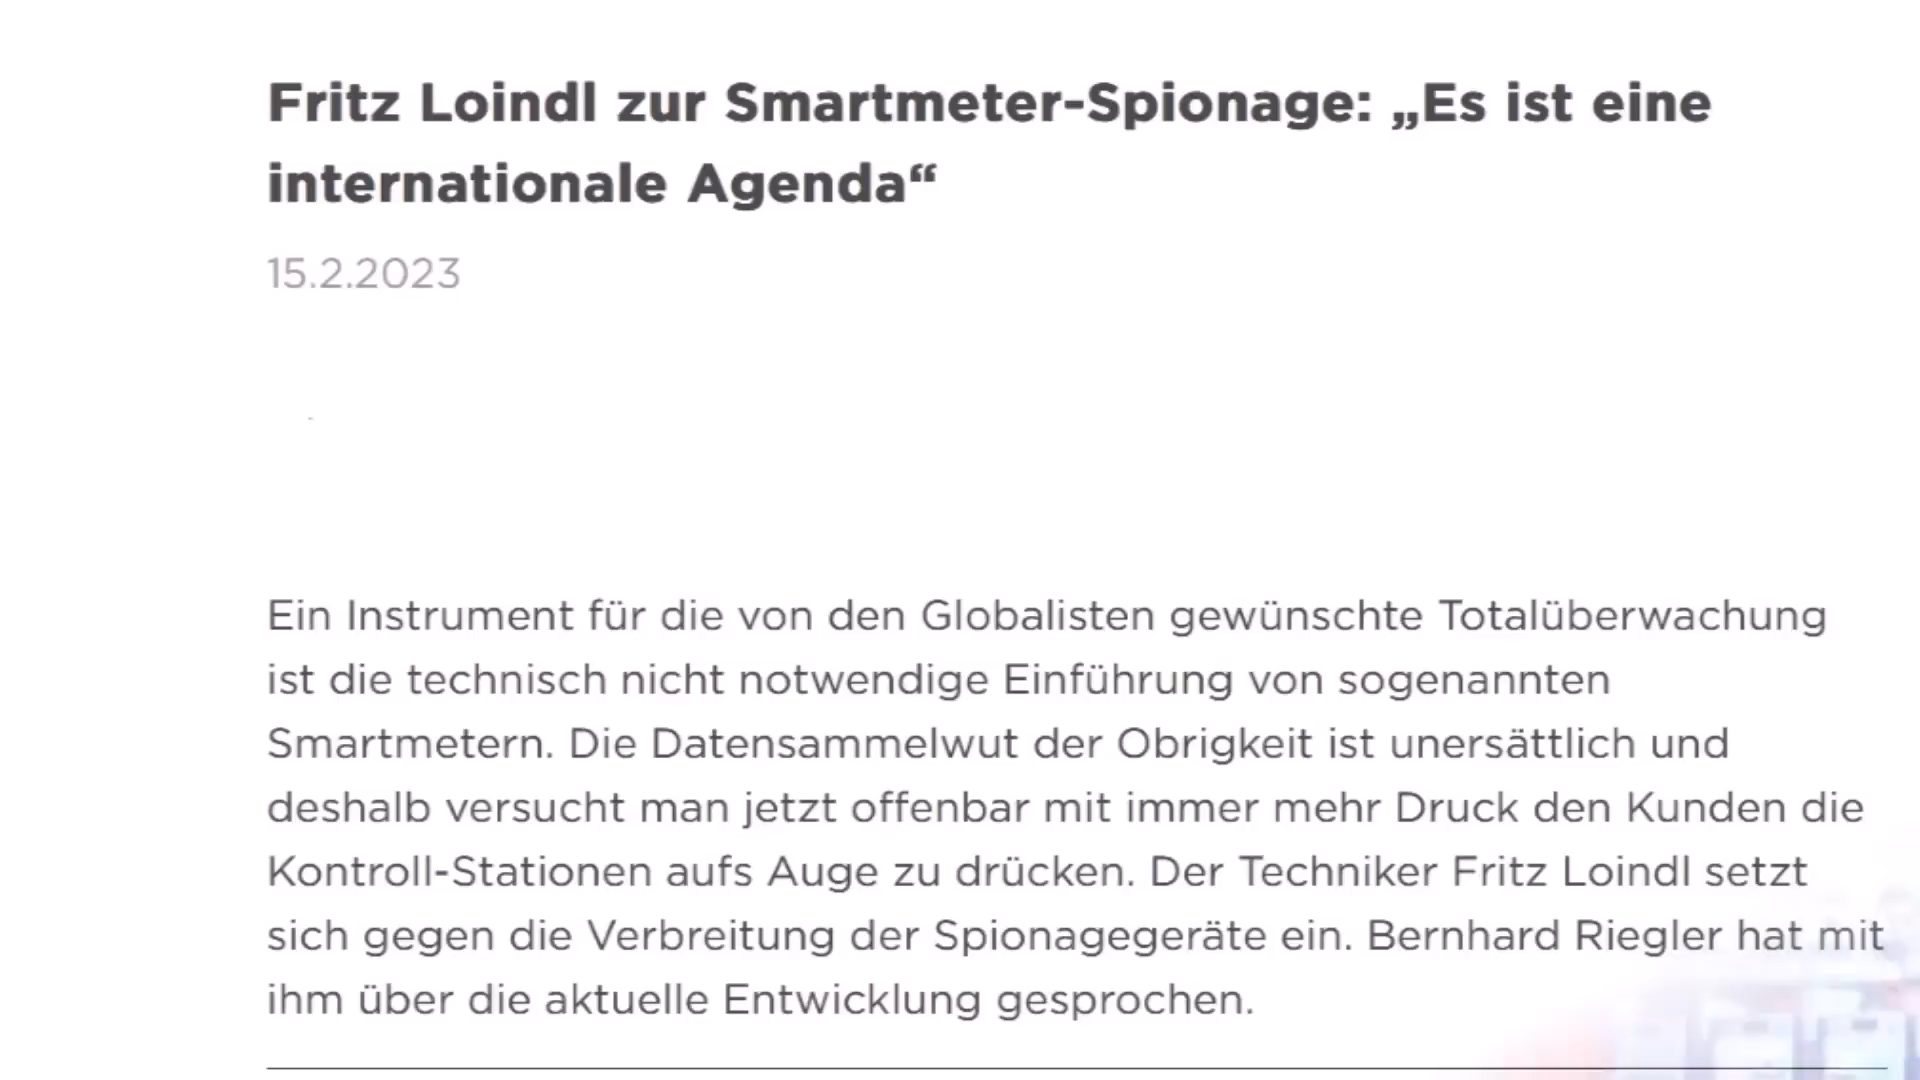 Fritz Loindl zur Smartmeter-Spionage: „Es ist eine
internationale Agenda“
15.2.2023
Ein Instrument für die von den Globalisten gewünschte Totalüberwachung
ist die technisch nicht notwendige Einführung von sogenannten
Smartmetern. Die Datensammelwut der Obrigkeit ist unersättlich und
deshalb versucht man jetzt offenbar mit immer mehr Druck den Kunden die
Kontroll-Stationen aufs Auge zu drücken. Der Techniker Fritz Loindl setzt
sich gegen die Verbreitung der Spionagegeräte ein. Bernhard Riegler hat mit
ihm über die aktuelle Entwicklung gesprochen.